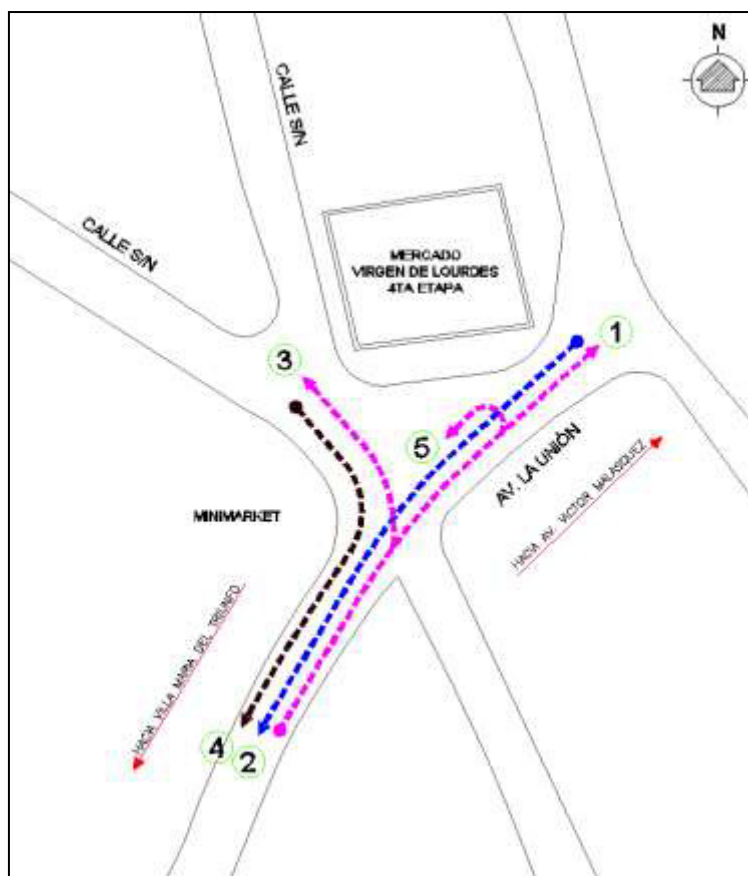 N
CALLE S/N
CALLE S/N
MERCADO
VIRGEN DE LOURDES
4TA ETAPA
1
3
5
AV. LA UNIÓN
HACIA AV. VICTOR MALASQUEZ
MINIMARKET
HACIA VILLA MARIA DEL TRIUNFO
4
2